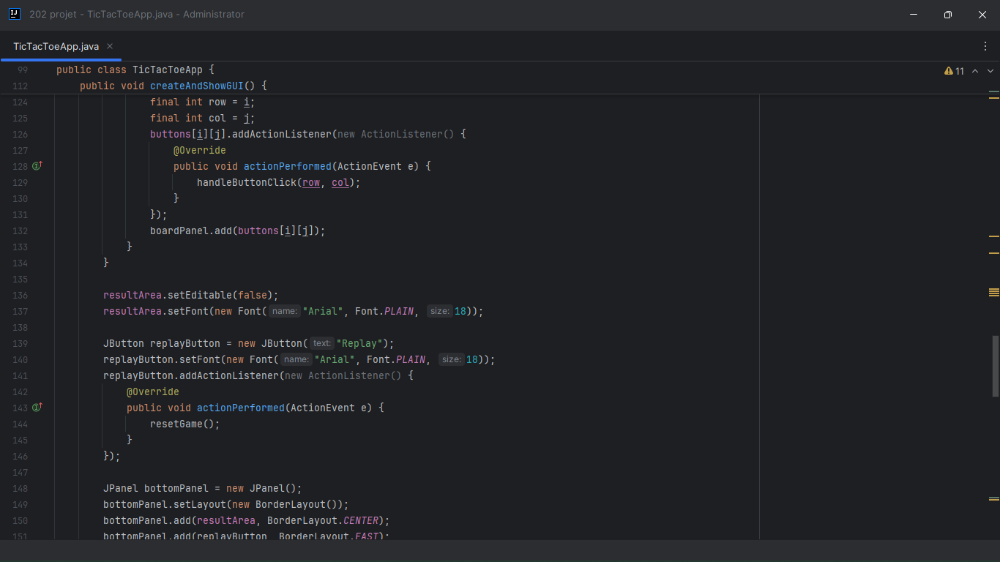 202 projet - TicTacToeApp.java - Administrator
TicTacToeApp.java
99 public class TicTacToeApp {
11
112 public void createAndShowGUI() {
124 final int row = i;
125 final int col = j;
126 buttons[i][j].addActionListener(new ActionListener() {
127 @Override
128 public void actionPerformed(ActionEvent e) {
129 handleButtonClick(row, col);
130 }
131 });
132 boardPanel.add(buttons[i][j]);
133 }
134 }
135
136 resultArea.setEditable(false);
137 resultArea.setFont(new Font( name: "Arial", Font.PLAIN, size: 18));
138
139 JButton replayButton = new JButton( text: "Replay");
140 replayButton.setFont(new Font( name: "Arial", Font.PLAIN, size: 18));
141 replayButton.addActionListener(new ActionListener() {
142 @Override
143 public void actionPerformed(ActionEvent e) {
144 resetGame();
145 }
146 });
147
148 JPanel bottomPanel = new JPanel();
149 bottomPanel.setLayout(new BorderLayout());
150 bottomPanel.add(resultArea, BorderLayout.CENTER);
151 bottomPanel.add(replayButton, BorderLayout.EAST);